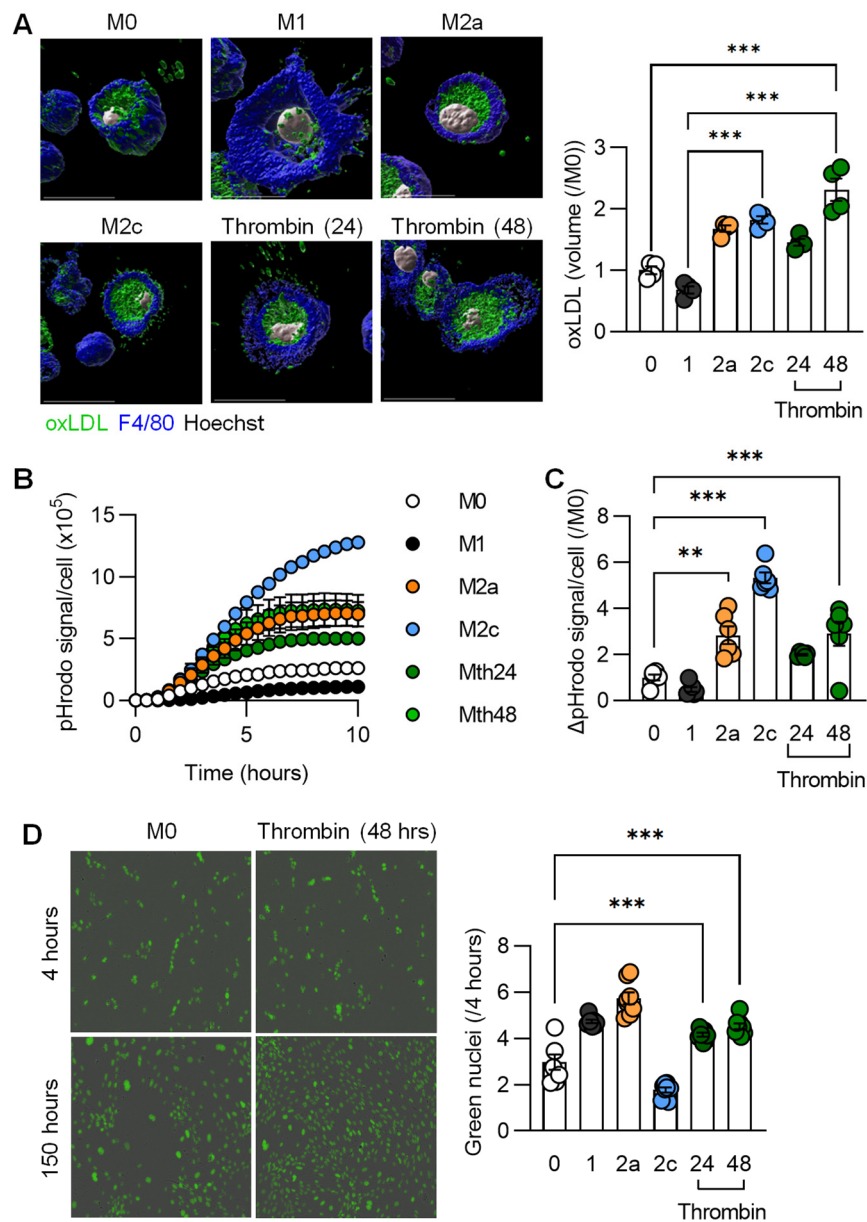 A
M0
M1
M2a
M2c
Thrombin (24)
Thrombin (48)
oxLDL F4/80 Hoechst
oxLDL (volume (/M0))
3
2
1
0
***
***
***
0 1 2a 2c 24 48
Thrombin
B
pHrodo signal/cell (x10⁵)
15
10
5
0
0 5 10
Time (hours)
M0
M1
M2a
M2c
Mth24
Mth48
C
ΔpHrodo signal/cell (/M0)
8
6
4
2
0
***
***
**
0 1 2a 2c 24 48
Thrombin
D
M0
Thrombin (48 hrs)
4 hours
150 hours
Green nuclei (/4 hours)
8
6
4
2
0
***
***
0 1 2a 2c 24 48
Thrombin